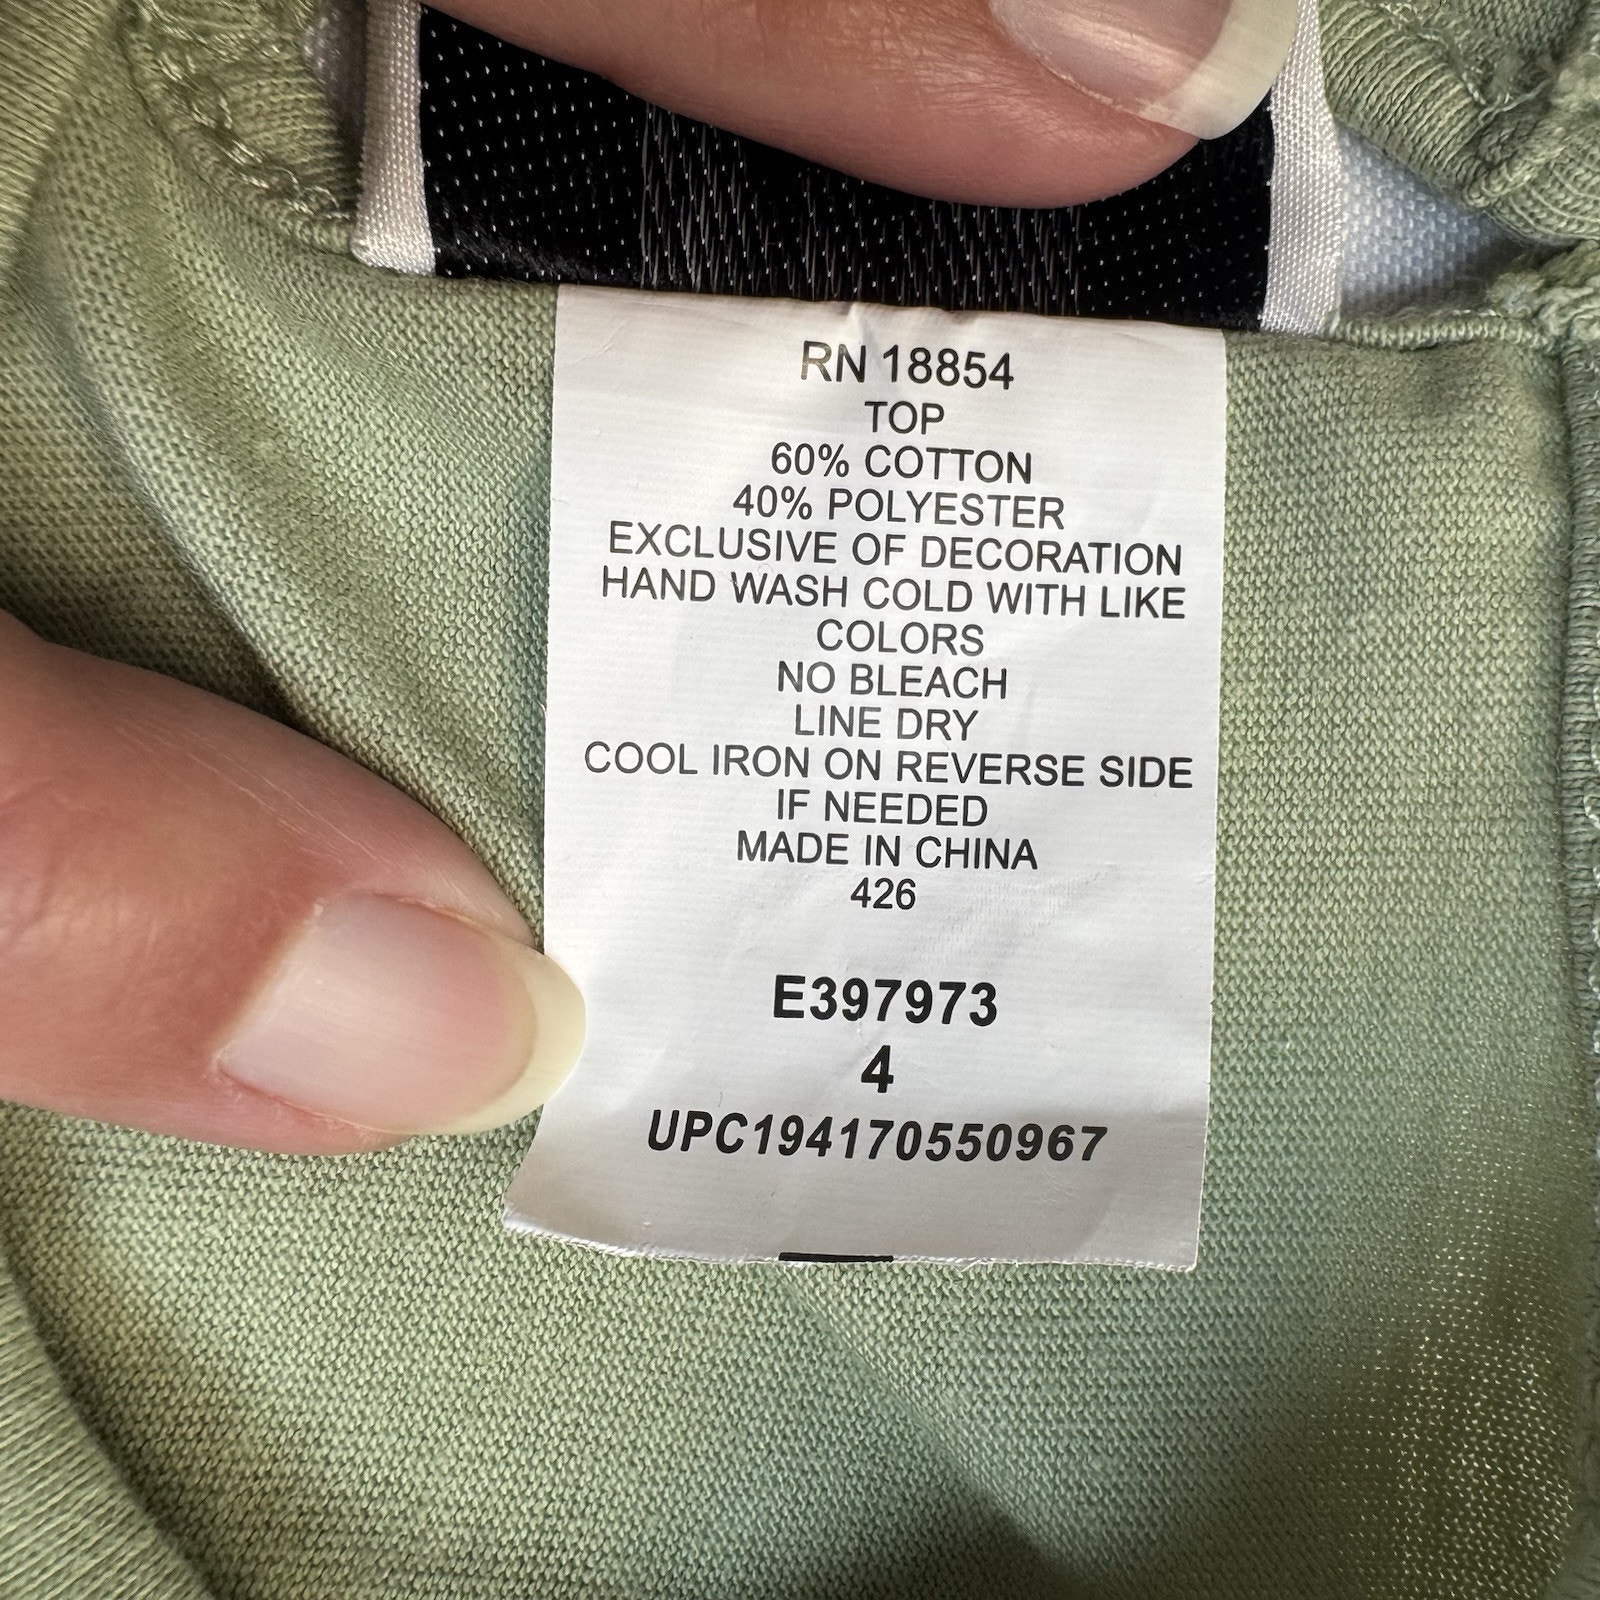 RN 18854
TOP
60% COTTON
40% POLYESTER
EXCLUSIVE OF DECORATION
HAND WASH COLD WITH LIKE
COLORS
NO BLEACH
LINE DRY
COOL IRON ON REVERSE SIDE
IF NEEDED
MADE IN CHINA
426
E397973
4
UPC194170550967